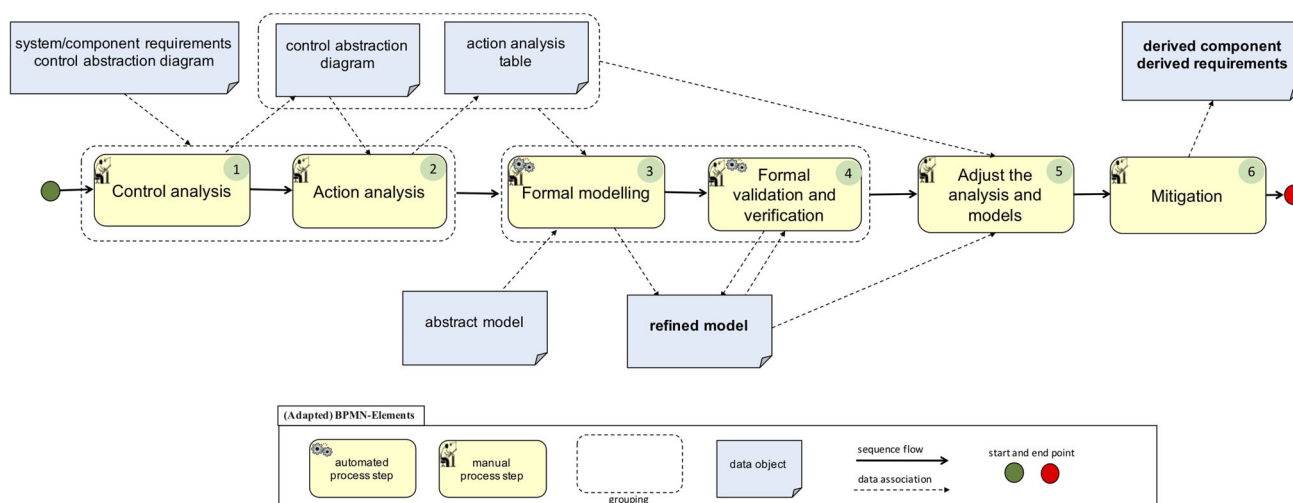 system/component requirements
control abstraction diagram
control abstraction
diagram
action analysis
table
derived component
derived requirements
1
Control analysis
2
Action analysis
3
Formal modelling
4
Formal
validation and
verification
5
Adjust the
analysis and
models
6
Mitigation
abstract model
refined model
(Adapted) BPMN-Elements
automated
process step
manual
process step
grouping
data object
sequence flow
data association
start and end point